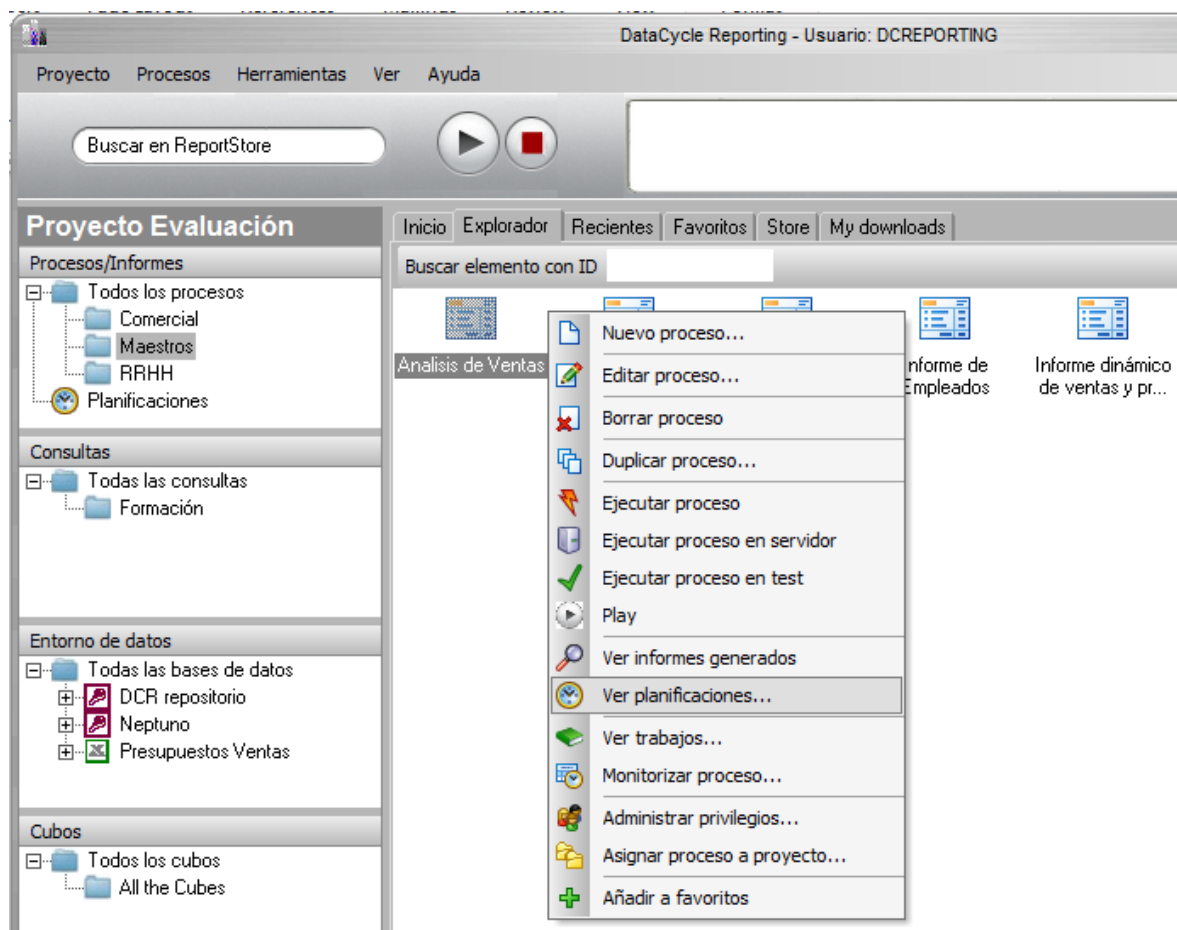 DataCycle Reporting - Usuario: DCREPORTING
Proyecto Procesos Herramientas Ver Ayuda
Buscar en ReportStore
Proyecto Evaluación
Procesos/Informes
Todos los procesos
Comercial
Maestros
RRHH
Planificaciones
Consultas
Todas las consultas
Formación
Entorno de datos
Todas las bases de datos
DCR repositorio
Neptuno
Presupuestos Ventas
Cubos
Todos los cubos
All the Cubes
Inicio Explorador Recientes Favoritos Store My downloads
Buscar elemento con ID
Analisis de Ventas
nforme de
Empleados
Informe dinámico
de ventas y pr...
Nuevo proceso...
Editar proceso...
Borrar proceso
Duplicar proceso...
Ejecutar proceso
Ejecutar proceso en servidor
Ejecutar proceso en test
Play
Ver informes generados
Ver planificaciones...
Ver trabajos...
Monitorizar proceso...
Administrar privilegios...
Asignar proceso a proyecto...
Añadir a favoritos